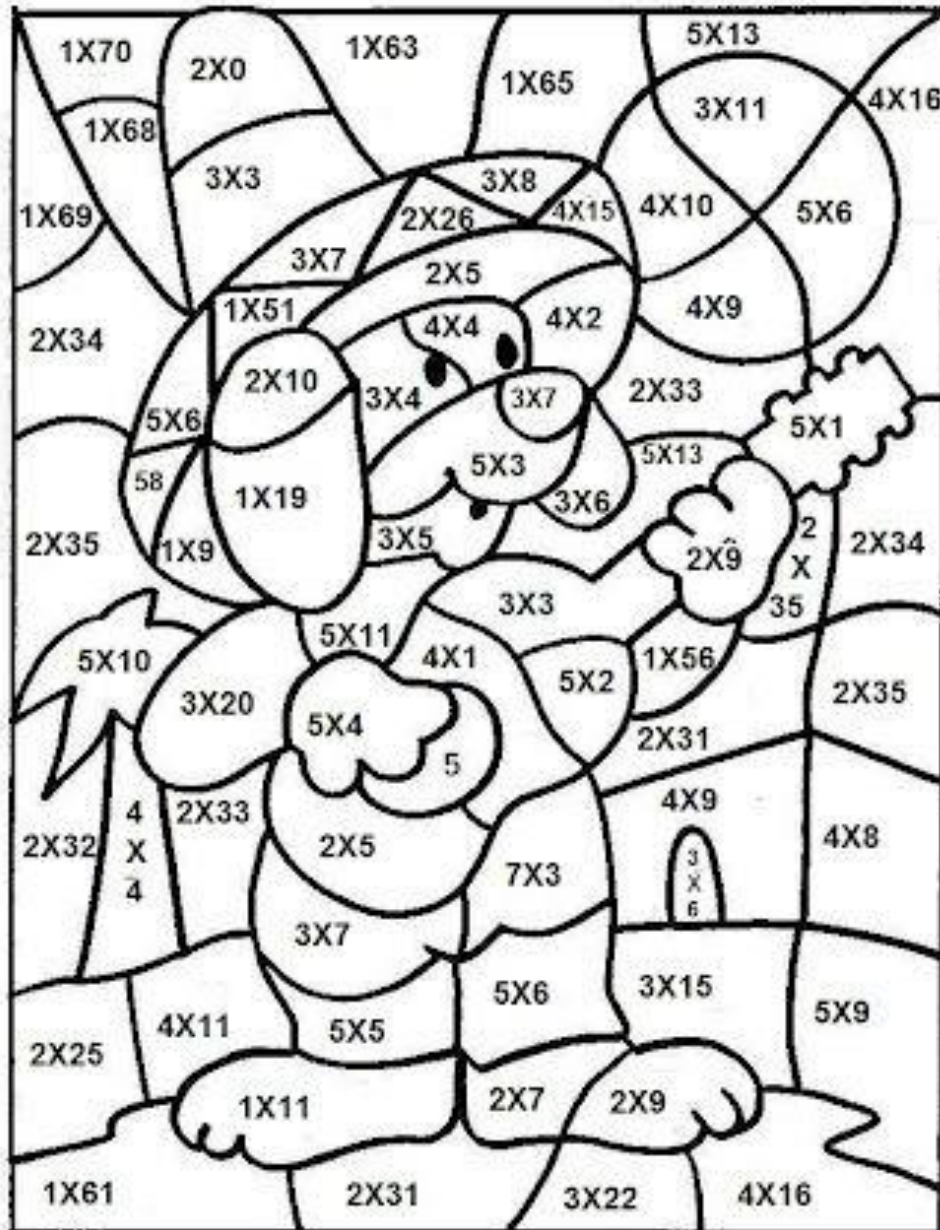 1X70
2X0
1X63
5X13
1X65
3X11
4X16
1X68
3X3
3X8
1X69
2X26
4X15
4X10
5X6
3X7
2X5
1X51
4X4
4X2
4X9
2X34
2X10
3X4
3X7
2X33
5X6
5X1
5X3
5X13
58
1X19
3X6
2
X
35
2X35
1X9
3X5
2X9
2X34
3X3
5X11
5X10
4X1
5X2
1X56
3X20
2X35
5X4
5
2X31
2X33
4
X
4
4X9
2X32
2X5
4X8
7X3
3
X
6
3X7
5X6
3X15
4X11
5X5
5X9
2X25
1X11
2X7
2X9
1X61
2X31
3X22
4X16